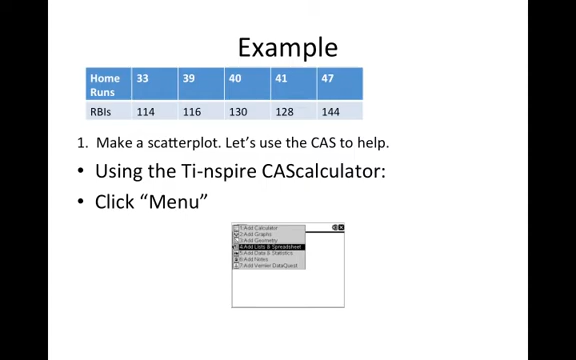 Example
Home Runs 33 39 40 41 47
RBIs 114 116 130 128 144
1. Make a scatterplot. Let's use the CAS to help.
• Using the Ti-nspire CAScalculator:
• Click “Menu”
1:Add Calculator
2:Add Graphs
3:Add Geometry
4:Add Lists & Spreadsheet
5:Add Data & Statistics
6:Add Notes
7:Add Vernier DataQuest